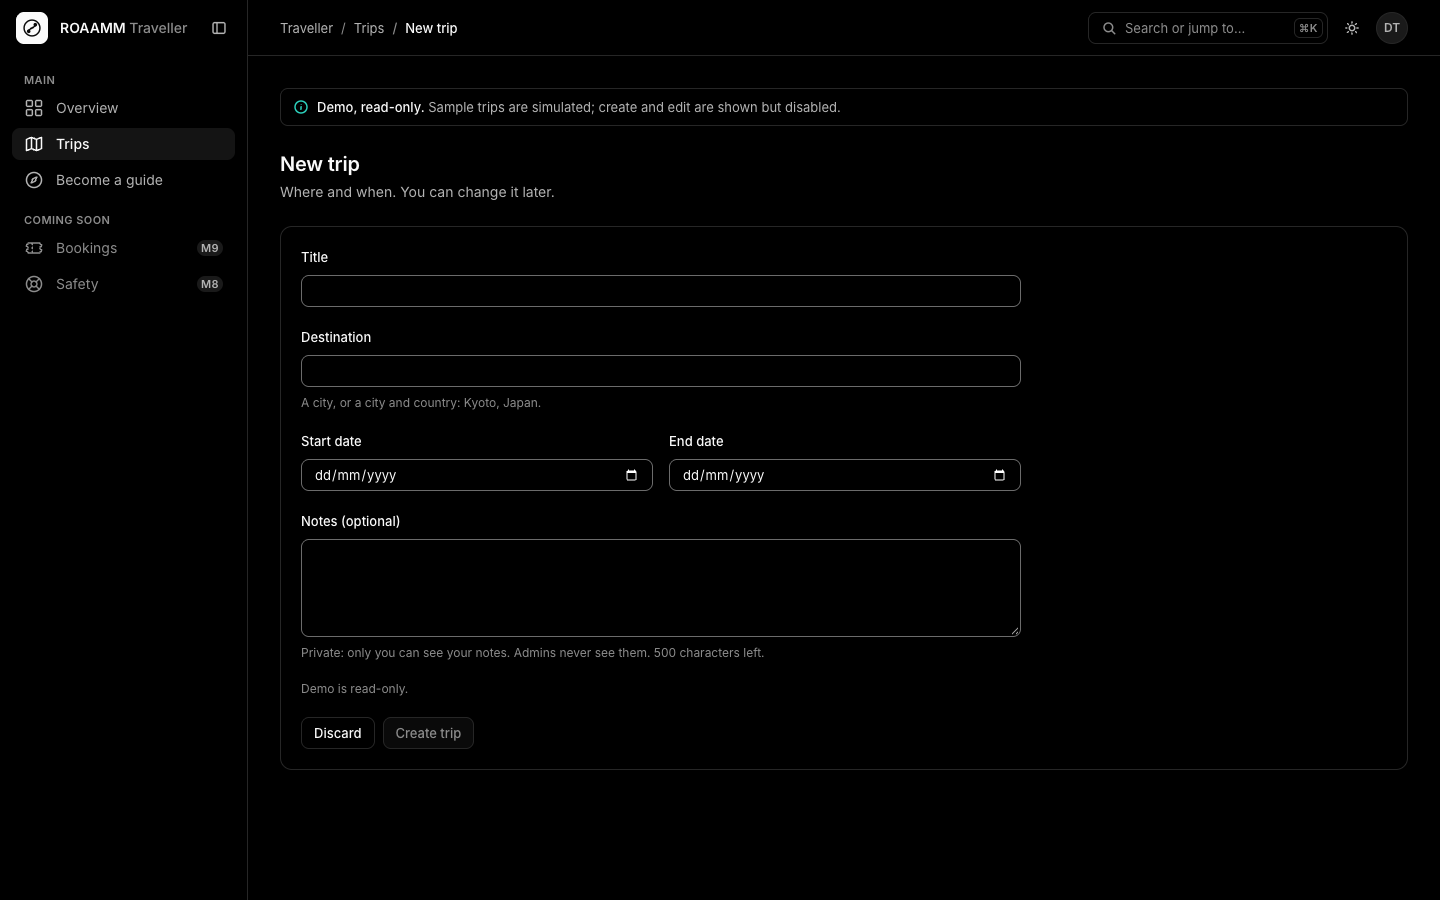 ROAAMM Traveller
MAIN
Overview
Trips
Become a guide
COMING SOON
Bookings M9
Safety M8
Traveller / Trips / New trip
Search or jump to... ⌘K
DT
Demo, read-only. Sample trips are simulated; create and edit are shown but disabled.
New trip
Where and when. You can change it later.
Title
Destination
A city, or a city and country: Kyoto, Japan.
Start date End date
dd/mm/yyyy dd/mm/yyyy
Notes (optional)
Private: only you can see your notes. Admins never see them. 500 characters left.
Demo is read-only.
Discard Create trip